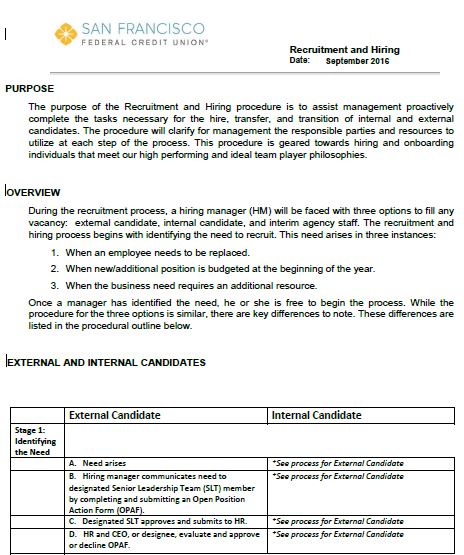 SAN FRANCISCO
FEDERAL CREDIT UNION®
Recruitment and Hiring
Date: September 2016
PURPOSE
The purpose of the Recruitment and Hiring procedure is to assist management proactively
complete the tasks necessary for the hire, transfer, and transition of internal and external
candidates. The procedure will clarify for management the responsible parties and resources to
utilize at each step of the process. This procedure is geared towards hiring and onboarding
individuals that meet our high performing and ideal team player philosophies.
OVERVIEW
During the recruitment process, a hiring manager (HM) will be faced with three options to fill any
vacancy: external candidate, internal candidate, and interim agency staff. The recruitment and
hiring process begins with identifying the need to recruit. This need arises in three instances:
1. When an employee needs to be replaced.
2. When new/additional position is budgeted at the beginning of the year.
3. When the business need requires an additional resource.
Once a manager has identified the need, he or she is free to begin the process. While the
procedure for the three options is similar, there are key differences to note. These differences are
listed in the procedural outline below.
EXTERNAL AND INTERNAL CANDIDATES
External Candidate Internal Candidate
Stage 1:
Identifying
the Need
A. Need arises *See process for External Candidate
B. Hiring manager communicates need to *See process for External Candidate
designated Senior Leadership Team (SLT) member
by completing and submitting an Open Position
Action Form (OPAF).
C. Designated SLT approves and submits to HR. *See process for External Candidate
D. HR and CEO, or designee, evaluate and approve *See process for External Candidate
or decline OPAF.